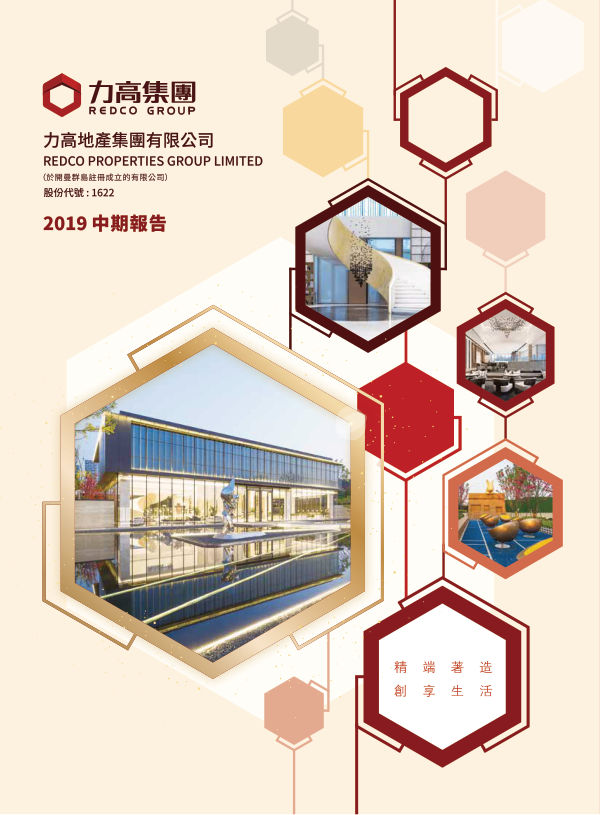 力高集團
REDCO GROUP
力高地產集團有限公司
REDCO PROPERTIES GROUP LIMITED
(於開曼群島註冊成立的有限公司)
股份代號 : 1622
2019 中期報告
精 端 著 造
創 享 生 活